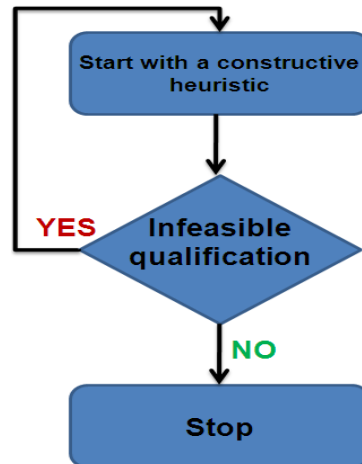 Start with a constructive
heuristic
YES
Infeasible
qualification
NO
Stop